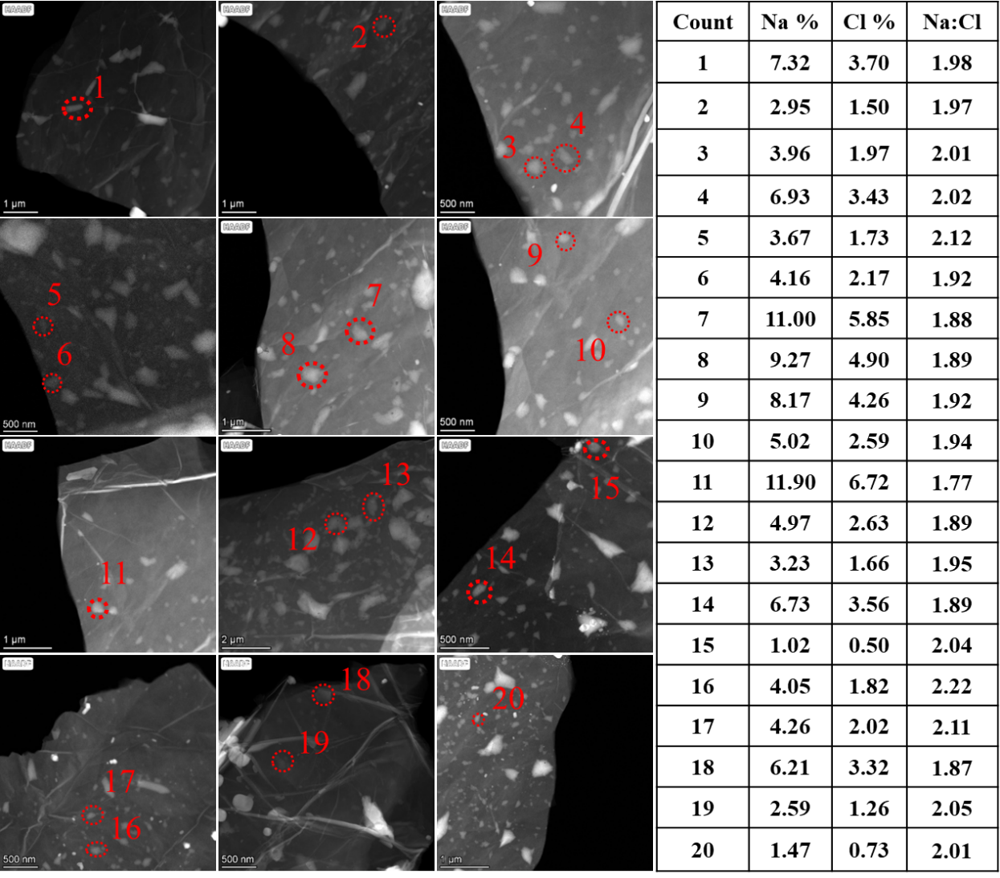 HAADF
1
1 µm
HAADF
2
1 µm
HAADF
3
4
500 nm
5
6
500 nm
HAADF
7
8
1 µm
HAADF
9
10
500 nm
HAADF
11
1 µm
HAADF
12
13
2 µm
HAADF
14
15
500 nm
HAADF
17
16
500 nm
HAADF
18
19
500 nm
HAADF
20
1 µm
Count Na % Cl % Na:Cl
1 7.32 3.70 1.98
2 2.95 1.50 1.97
3 3.96 1.97 2.01
4 6.93 3.43 2.02
5 3.67 1.73 2.12
6 4.16 2.17 1.92
7 11.00 5.85 1.88
8 9.27 4.90 1.89
9 8.17 4.26 1.92
10 5.02 2.59 1.94
11 11.90 6.72 1.77
12 4.97 2.63 1.89
13 3.23 1.66 1.95
14 6.73 3.56 1.89
15 1.02 0.50 2.04
16 4.05 1.82 2.22
17 4.26 2.02 2.11
18 6.21 3.32 1.87
19 2.59 1.26 2.05
20 1.47 0.73 2.01